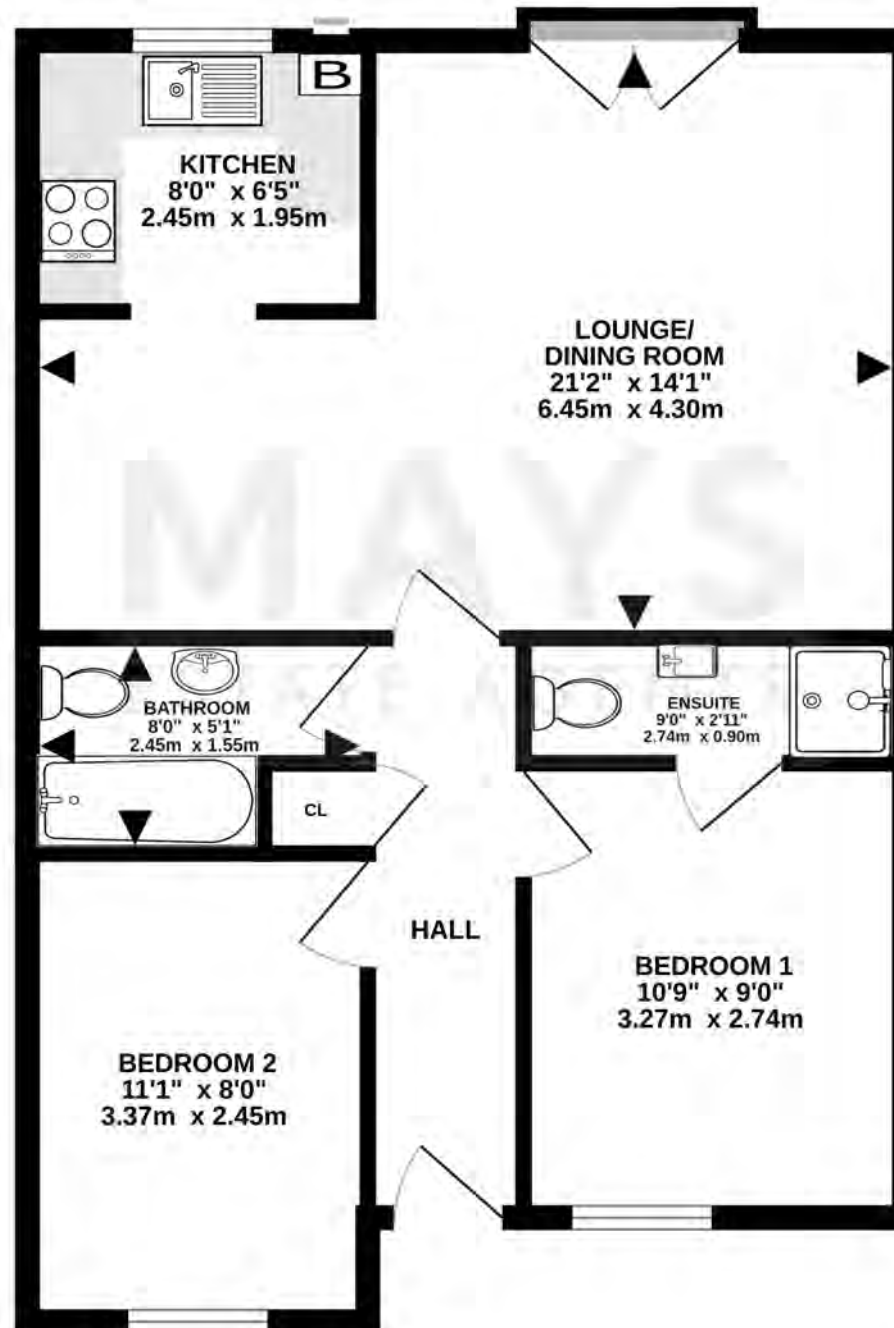 B
KITCHEN
8'0" x 6'5"
2.45m x 1.95m
LOUNGE/
DINING ROOM
21'2" x 14'1"
6.45m x 4.30m
MAYS
BATHROOM
8'0" x 5'1"
2.45m x 1.55m
ENSUITE
9'0" x 2'11"
2.74m x 0.90m
CL
HALL
BEDROOM 1
10'9" x 9'0"
3.27m x 2.74m
BEDROOM 2
11'1" x 8'0"
3.37m x 2.45m